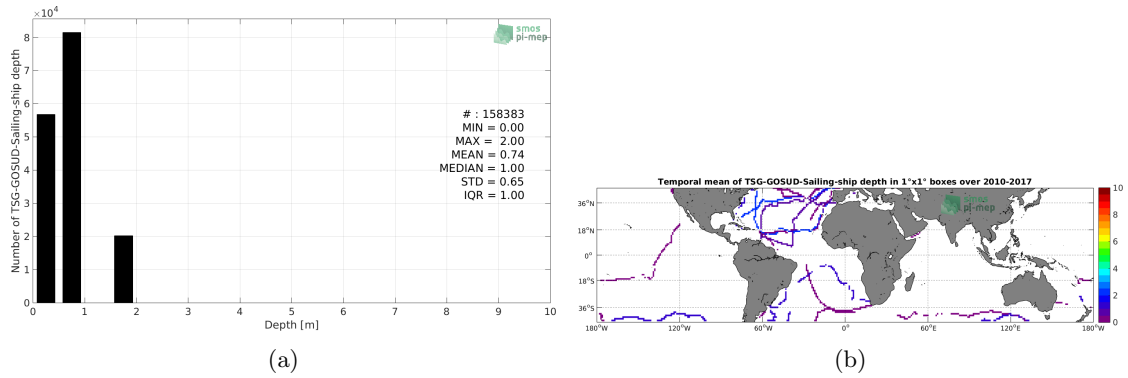 ×10⁴
8
7
6
5
4
3
2
1
0
Number of TSG-GOSUD-Sailing-ship depth
smos
pi-mep
# : 158383
MIN = 0.00
MAX = 2.00
MEAN = 0.74
MEDIAN = 1.00
STD = 0.65
IQR = 1.00
0 1 2 3 4 5 6 7 8 9 10
Depth [m]
(a)
Temporal mean of TSG-GOSUD-Sailing-ship depth in 1°x1° boxes over 2010-2017
smos
pi-mep
36°N
18°N
0°
18°S
36°S
180°W 120°W 60°W 0° 60°E 120°E 180°W
10
8
6
4
2
0
(b)